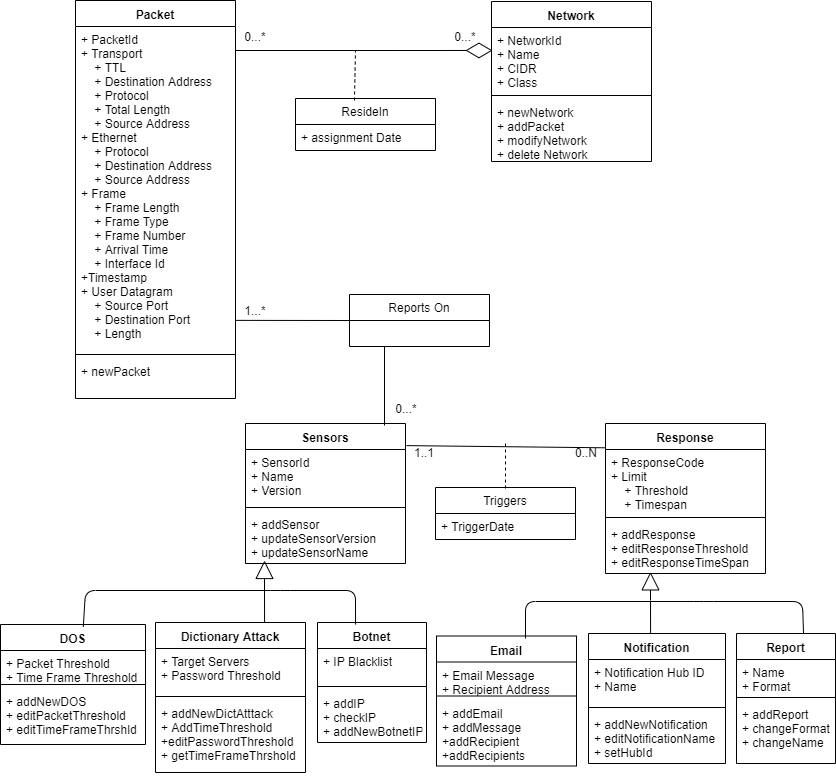 Packet
+ PacketId
+ Transport
+ TTL
+ Destination Address
+ Protocol
+ Total Length
+ Source Address
+ Ethernet
+ Protocol
+ Destination Address
+ Source Address
+ Frame
+ Frame Length
+ Frame Type
+ Frame Number
+ Arrival Time
+ Interface Id
+Timestamp
+ User Datagram
+ Source Port
+ Destination Port
+ Length
+ newPacket
0...*
0...*
ResideIn
+ assignment Date
Network
+ NetworkId
+ Name
+ CIDR
+ Class
+ newNetwork
+ addPacket
+ modifyNetwork
+ delete Network
1...*
Reports On
0...*
Sensors
+ SensorId
+ Name
+ Version
+ addSensor
+ updateSensorVersion
+ updateSensorName
1..1
0..N
Triggers
+ TriggerDate
Response
+ ResponseCode
+ Limit
+ Threshold
+ Timespan
+ addResponse
+ editResponseThreshold
+ editResponseTimeSpan
DOS
+ Packet Threshold
+ Time Frame Threshold
+ addNewDOS
+ editPacketThreshold
+ editTimeFrameThrshld
Dictionary Attack
+ Target Servers
+ Password Threshold
+ addNewDictAtttack
+ AddTimeThreshold
+editPasswordThreshold
+ getTimeFrameThrshold
Botnet
+ IP Blacklist
+ addIP
+ checkIP
+ addNewBotnetIP
Email
+ Email Message
+ Recipient Address
+ addEmail
+ addMessage
+addRecipient
+addRecipients
Notification
+ Notification Hub ID
+ Name
+ addNewNotification
+ editNotificationName
+ setHubId
Report
+ Name
+ Format
+ addReport
+ changeFormat
+ changeName